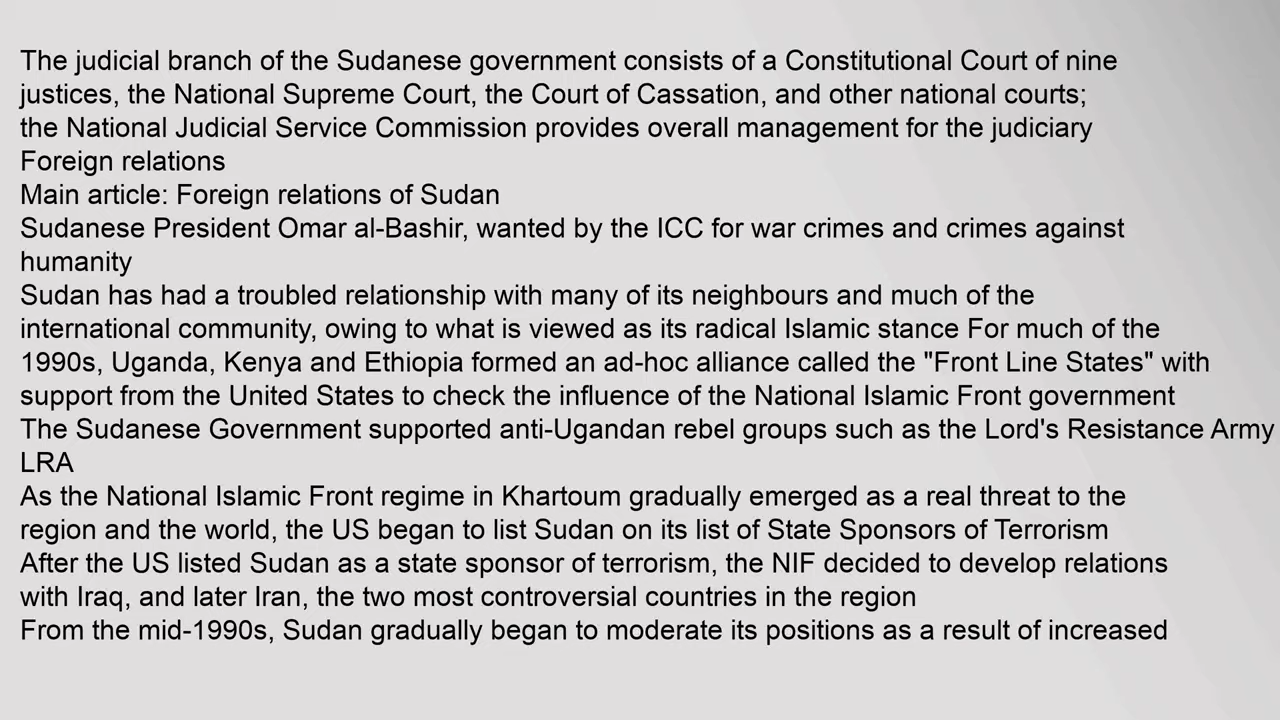 The judicial branch of the Sudanese government consists of a Constitutional Court of nine
justices, the National Supreme Court, the Court of Cassation, and other national courts;
the National Judicial Service Commission provides overall management for the judiciary
Foreign relations
Main article: Foreign relations of Sudan
Sudanese President Omar al-Bashir, wanted by the ICC for war crimes and crimes against
humanity
Sudan has had a troubled relationship with many of its neighbours and much of the
international community, owing to what is viewed as its radical Islamic stance For much of the
1990s, Uganda, Kenya and Ethiopia formed an ad-hoc alliance called the "Front Line States" with
support from the United States to check the influence of the National Islamic Front government
The Sudanese Government supported anti-Ugandan rebel groups such as the Lord's Resistance Army
LRA
As the National Islamic Front regime in Khartoum gradually emerged as a real threat to the
region and the world, the US began to list Sudan on its list of State Sponsors of Terrorism
After the US listed Sudan as a state sponsor of terrorism, the NIF decided to develop relations
with Iraq, and later Iran, the two most controversial countries in the region
From the mid-1990s, Sudan gradually began to moderate its positions as a result of increased